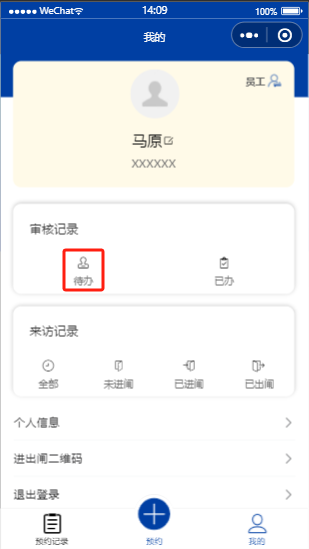 WeChat 14:09 100%
我的
员工
马原
XXXXXX
审核记录
待办 已办
来访记录
全部 未进闸 已进闸 已出闸
个人信息
进出闸二维码
退出登录
预约记录 预约 我的